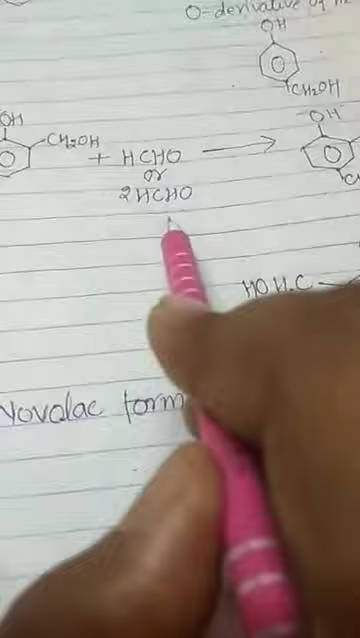 O-derivative of
OH
CH2OH
OH
CH2OH + HCHO → OH
or
2HCHO
HOH2C
Novolac form